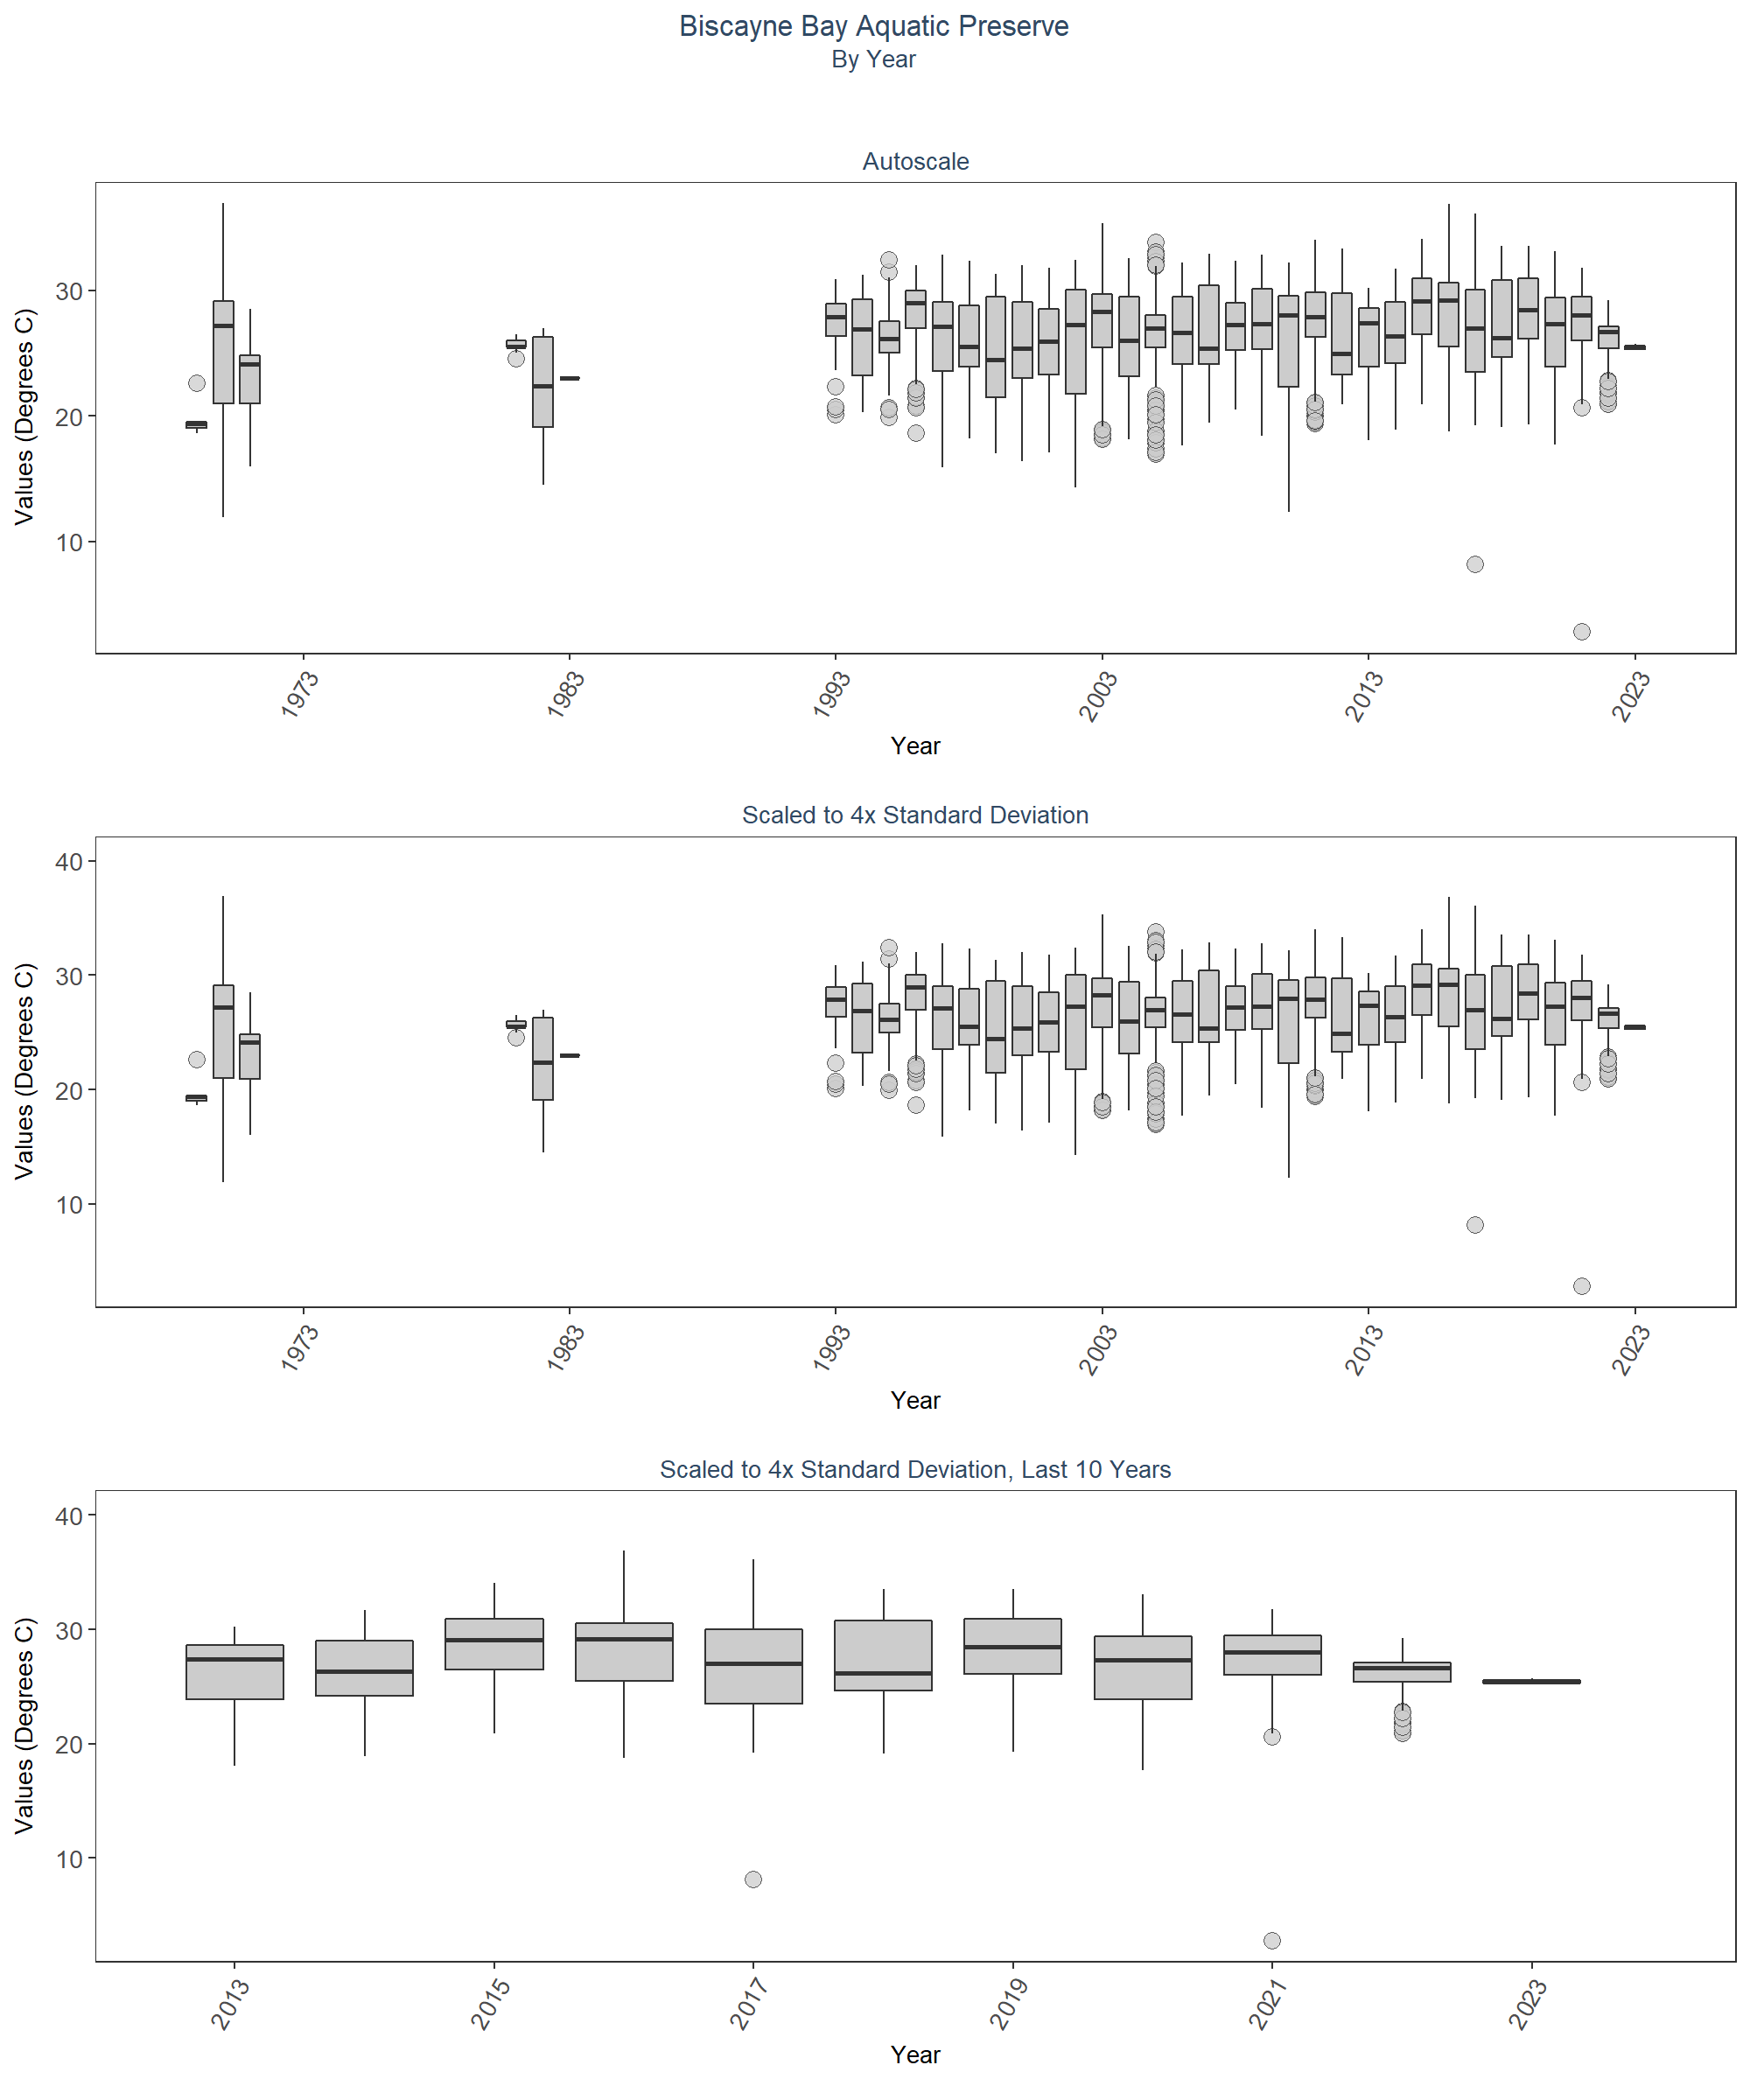 Biscayne Bay Aquatic Preserve
By Year
Autoscale
Values (Degrees C)
30
20
10
1973
1983
1993
2003
2013
2023
Year
Scaled to 4x Standard Deviation
Values (Degrees C)
40
30
20
10
1973
1983
1993
2003
2013
2023
Year
Scaled to 4x Standard Deviation, Last 10 Years
Values (Degrees C)
40
30
20
10
2013
2015
2017
2019
2021
2023
Year